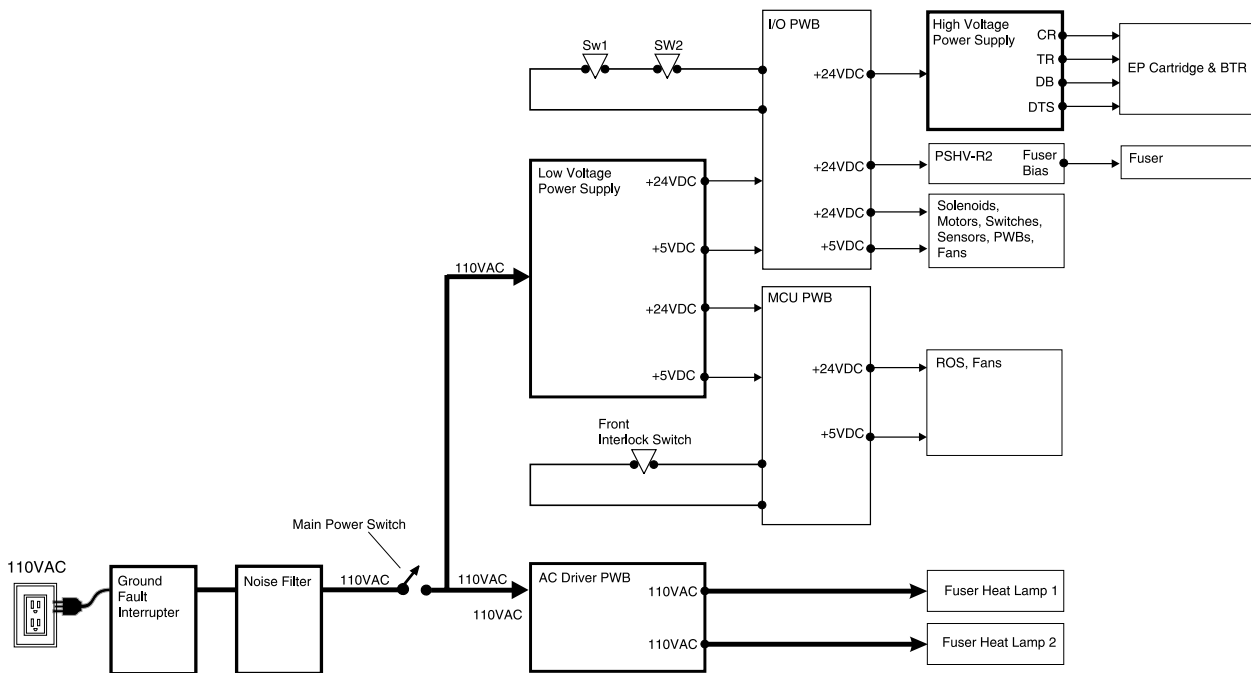 I/O PWB
High Voltage
Power Supply
CR
TR
DB
DTS
EP Cartridge & BTR
Sw1
SW2
+24VDC
Low Voltage
Power Supply
+24VDC
+5VDC
+24VDC
+5VDC
+24VDC
+24VDC
+5VDC
PSHV-R2
Fuser
Bias
Fuser
Solenoids,
Motors, Switches,
Sensors, PWBs,
Fans
110VAC
MCU PWB
+24VDC
+5VDC
ROS, Fans
Front
Interlock Switch
Main Power Switch
110VAC
Ground
Fault
Interrupter
Noise Filter
110VAC
110VAC
110VAC
AC Driver PWB
110VAC
110VAC
Fuser Heat Lamp 1
Fuser Heat Lamp 2